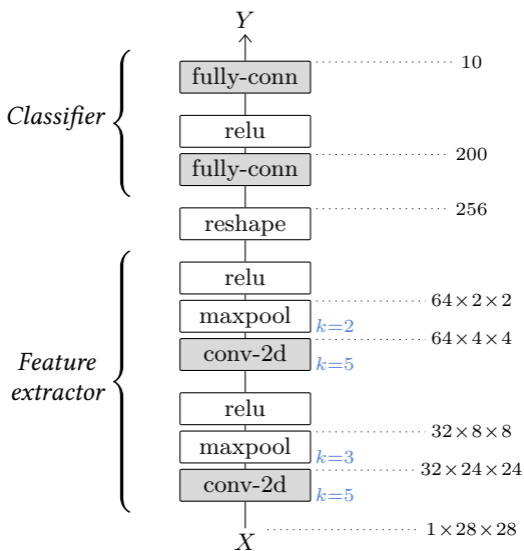 Y
fully-conn 10
Classifier
relu
fully-conn 200
reshape 256
relu
maxpool k=2 64×2×2
conv-2d k=5 64×4×4
Feature
extractor
relu
maxpool k=3 32×8×8
conv-2d k=5 32×24×24
X 1×28×28